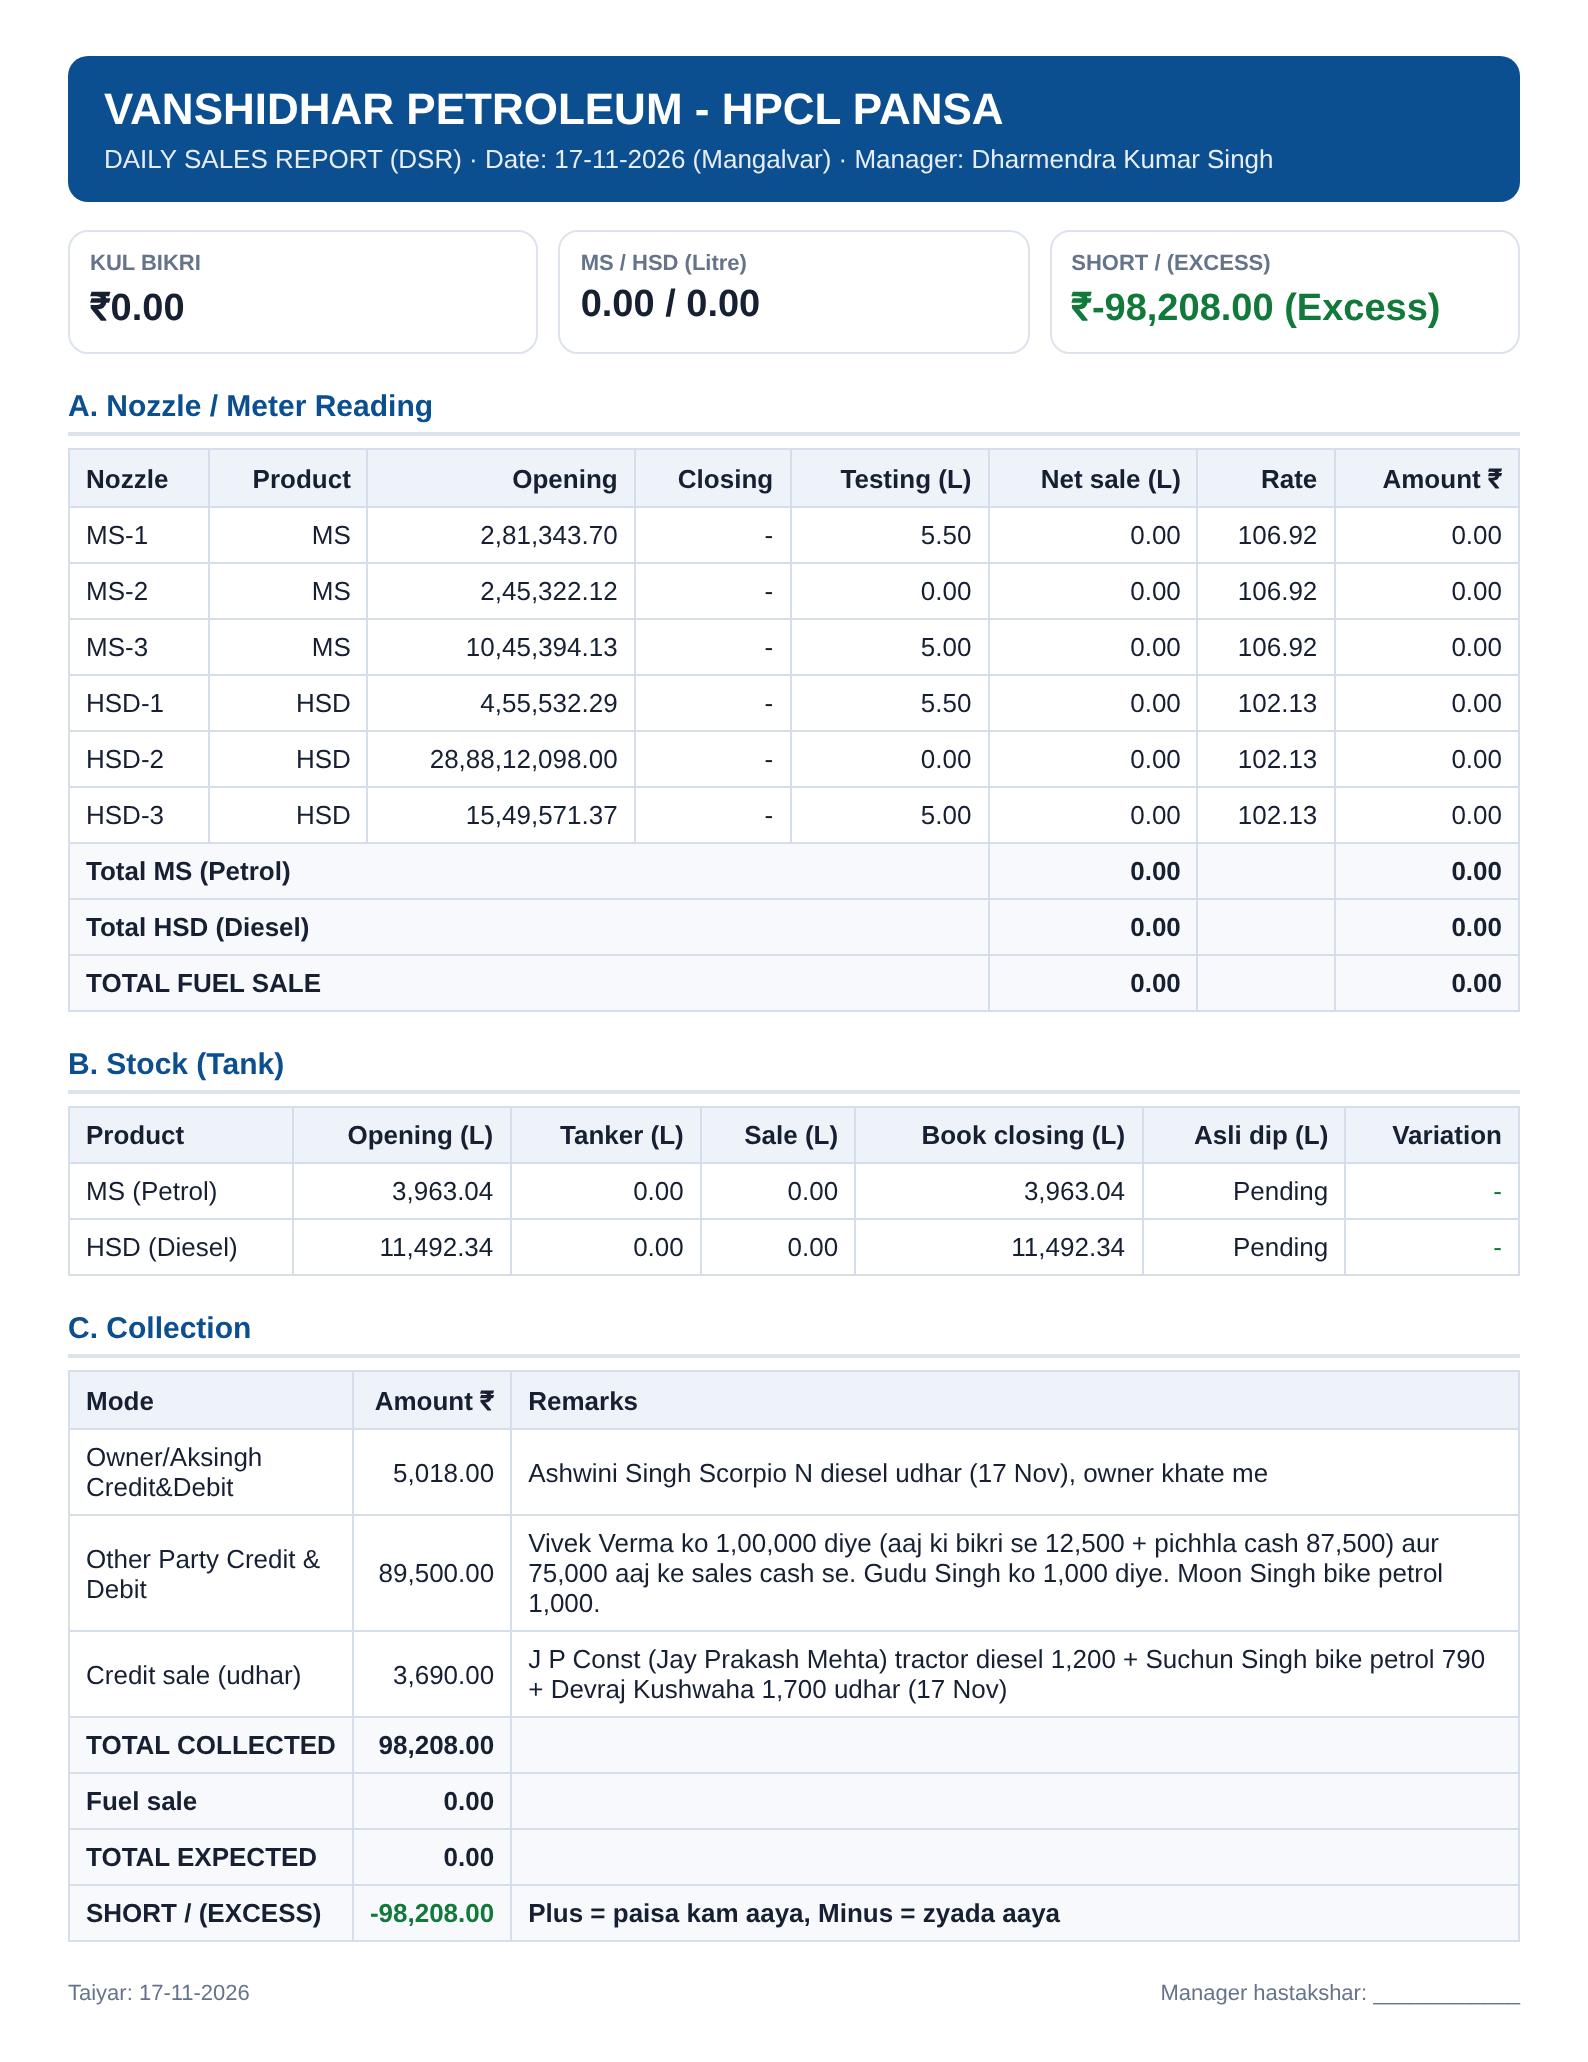 VANSHIDHAR PETROLEUM - HPCL PANSA
DAILY SALES REPORT (DSR) · Date: 17-11-2026 (Mangalvar) · Manager: Dharmendra Kumar Singh
KUL BIKRI
₹0.00
MS / HSD (Litre)
0.00 / 0.00
SHORT / (EXCESS)
₹-98,208.00 (Excess)
A. Nozzle / Meter Reading
Nozzle Product Opening Closing Testing (L) Net sale (L) Rate Amount ₹
MS-1 MS 2,81,343.70 - 5.50 0.00 106.92 0.00
MS-2 MS 2,45,322.12 - 0.00 0.00 106.92 0.00
MS-3 MS 10,45,394.13 - 5.00 0.00 106.92 0.00
HSD-1 HSD 4,55,532.29 - 5.50 0.00 102.13 0.00
HSD-2 HSD 28,88,12,098.00 - 0.00 0.00 102.13 0.00
HSD-3 HSD 15,49,571.37 - 5.00 0.00 102.13 0.00
Total MS (Petrol) 0.00 0.00
Total HSD (Diesel) 0.00 0.00
TOTAL FUEL SALE 0.00 0.00
B. Stock (Tank)
Product Opening (L) Tanker (L) Sale (L) Book closing (L) Asli dip (L) Variation
MS (Petrol) 3,963.04 0.00 0.00 3,963.04 Pending -
HSD (Diesel) 11,492.34 0.00 0.00 11,492.34 Pending -
C. Collection
Mode Amount ₹ Remarks
Owner/Aksingh
Credit&Debit
5,018.00 Ashwini Singh Scorpio N diesel udhar (17 Nov), owner khate me
Other Party Credit &
Debit
89,500.00
Vivek Verma ko 1,00,000 diye (aaj ki bikri se 12,500 + pichhla cash 87,500) aur
75,000 aaj ke sales cash se. Gudu Singh ko 1,000 diye. Moon Singh bike petrol
1,000.
Credit sale (udhar) 3,690.00
J P Const (Jay Prakash Mehta) tractor diesel 1,200 + Suchun Singh bike petrol 790
+ Devraj Kushwaha 1,700 udhar (17 Nov)
TOTAL COLLECTED 98,208.00
Fuel sale 0.00
TOTAL EXPECTED 0.00
SHORT / (EXCESS) -98,208.00 Plus = paisa kam aaya, Minus = zyada aaya
Taiyar: 17-11-2026
Manager hastakshar: ____________